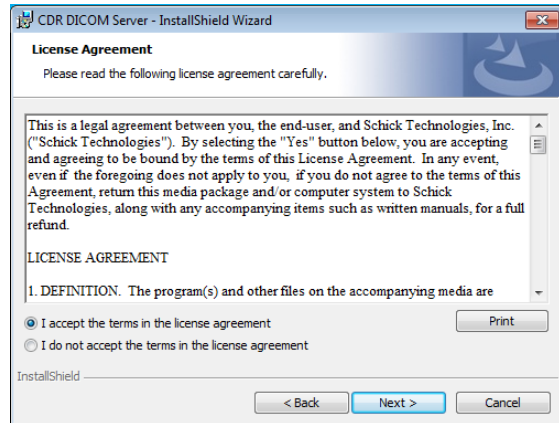 CDR DICOM Server - InstallShield Wizard
License Agreement
Please read the following license agreement carefully.
This is a legal agreement between you, the end-user, and Schick Technologies, Inc.
("Schick Technologies").  By selecting the "Yes" button below, you are accepting
and agreeing to be bound by the terms of this License Agreement.  In any event,
even if the foregoing does not apply to you,  if you do not agree to the terms of this
Agreement, return this media package and/or computer system to Schick
Technologies, along with any accompanying items such as written manuals, for a full
refund.
LICENSE AGREEMENT
1. DEFINITION.  The program(s) and other files on the accompanying media are
I accept the terms in the license agreement
Print
I do not accept the terms in the license agreement
InstallShield
< Back
Next >
Cancel